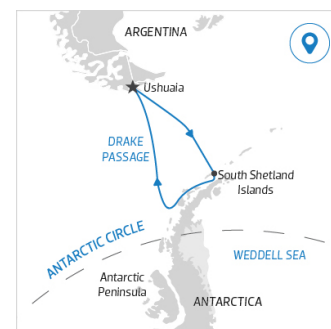 ARGENTINA
Ushuaia
DRAKE
PASSAGE
South Shetland
Islands
ANTARCTIC CIRCLE
WEDDELL SEA
Antarctic
Peninsula
ANTARCTICA